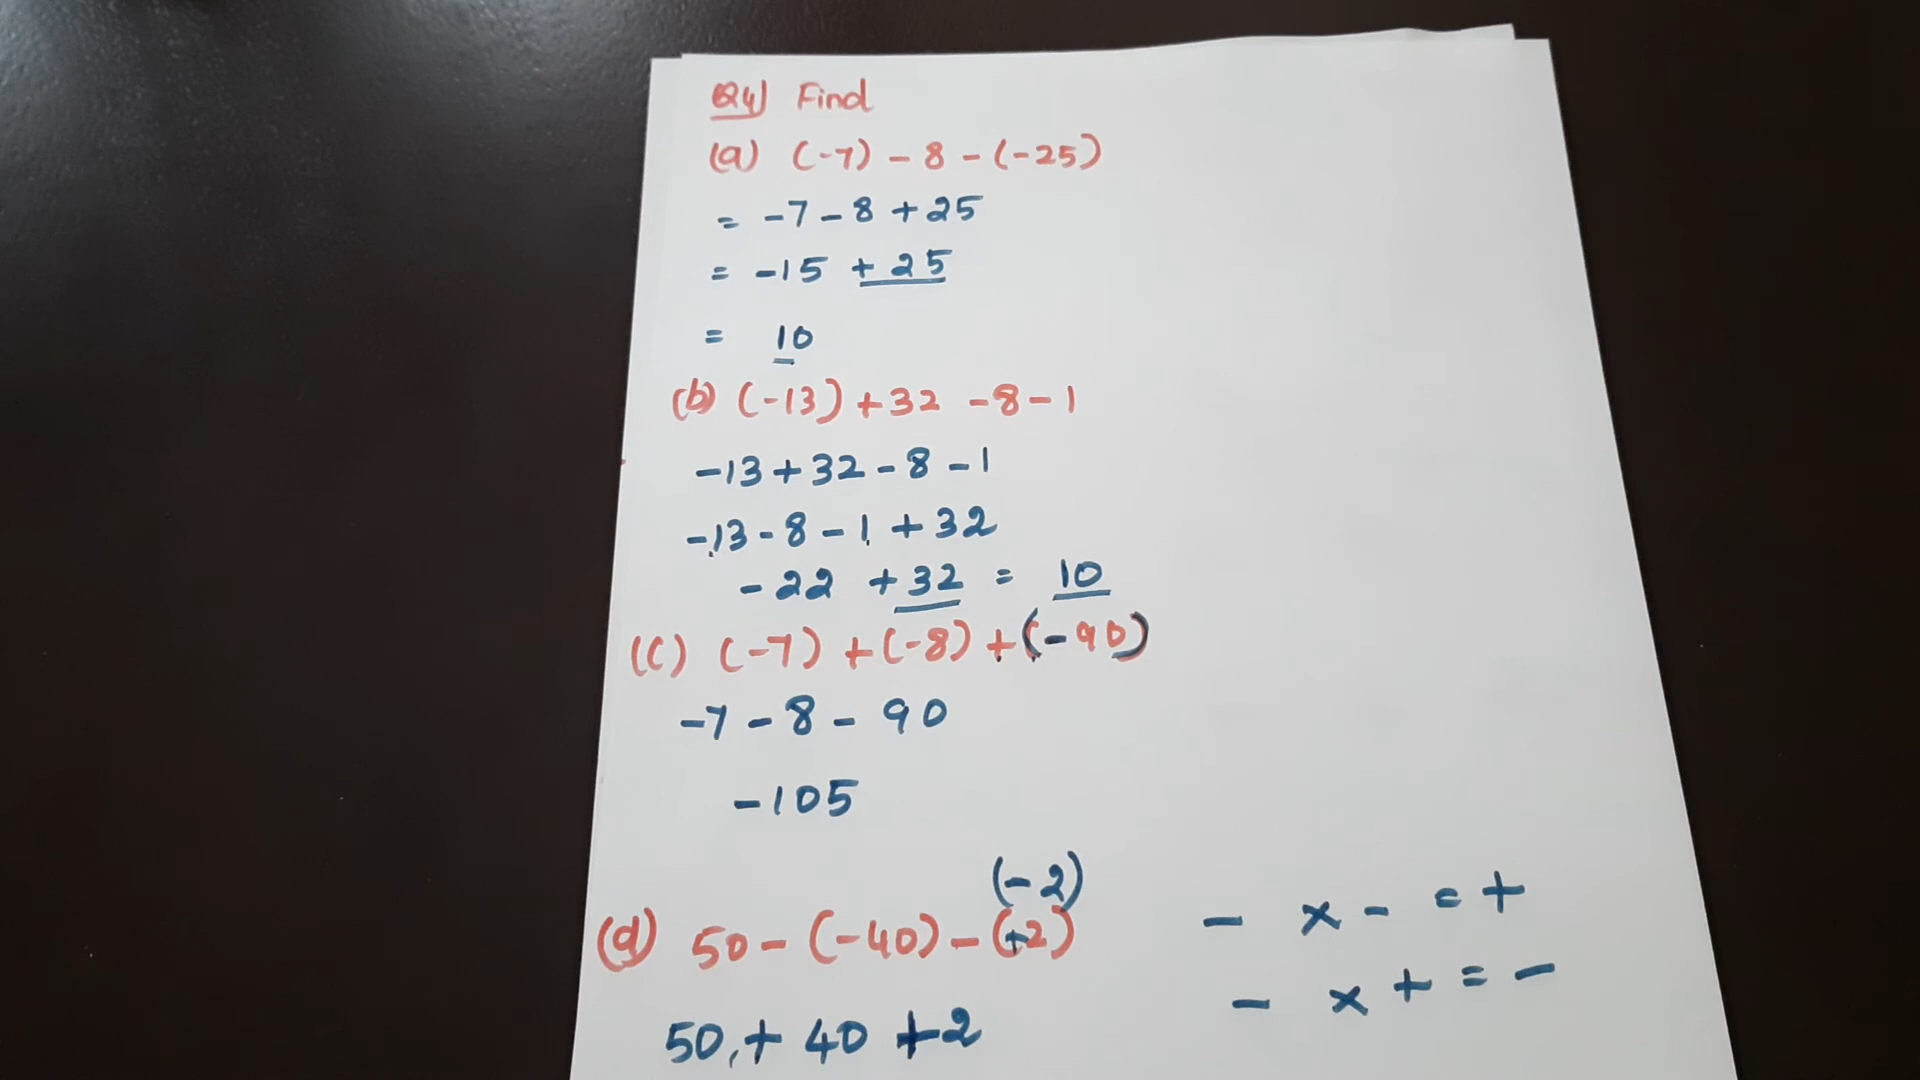 Q4) Find
(a) (-7) - 8 - (-25)
= -7 - 8 + 25
= -15 + 25
= 10
(b) (-13) + 32 - 8 - 1
-13 + 32 - 8 - 1
-13 - 8 - 1 + 32
-22 + 32 = 10
(c) (-7) + (-8) + (-90)
-7 - 8 - 90
-105
(-2)
(d) 50 - (-40) - (+2)
50 + 40 + 2
- x - = +
- x + = -